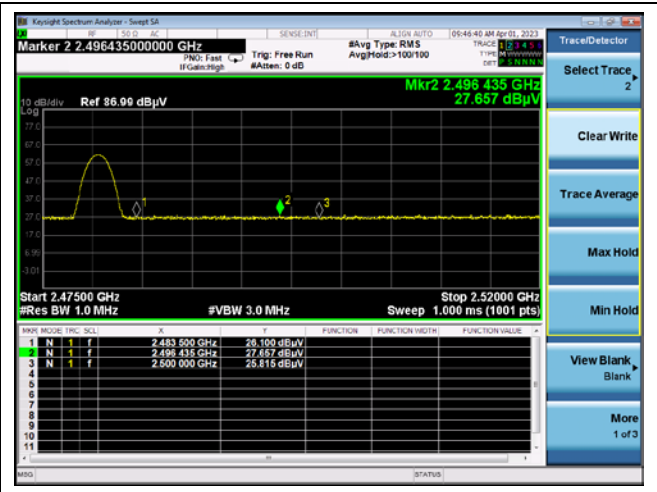 Keysight Spectrum Analyzer - Swept SA
RF 50 Ω AC SENSE:INT ALIGN AUTO 09:46:40 AM Apr 01, 2023
Marker 2 2.496435000000 GHz
PNO: Fast
IFGain:High
Trig: Free Run
#Atten: 0 dB
#Avg Type: RMS
Avg|Hold:>100/100
TRACE 1 2 3 4 5 6
TYPE M
DET P S N N N N
Mkr2 2.496 435 GHz
27.657 dBµV
10 dB/div Ref 86.99 dBµV
Log
77.0
67.0
57.0
47.0
37.0
27.0
17.0
6.99
-3.01
1
2
3
Start 2.47500 GHz Stop 2.52000 GHz
#Res BW 1.0 MHz #VBW 3.0 MHz Sweep 1.000 ms (1001 pts)
MKR MODE TRC SCL X Y FUNCTION FUNCTION WIDTH FUNCTION VALUE
1 N 1 f 2.483 500 GHz 26.100 dBµV
2 N 1 f 2.496 435 GHz 27.657 dBµV
3 N 1 f 2.500 000 GHz 25.815 dBµV
4
5
6
7
8
9
10
11
MSG STATUS
Trace/Detector
Select Trace
2
Clear Write
Trace Average
Max Hold
Min Hold
View Blank
Blank
More
1 of 3